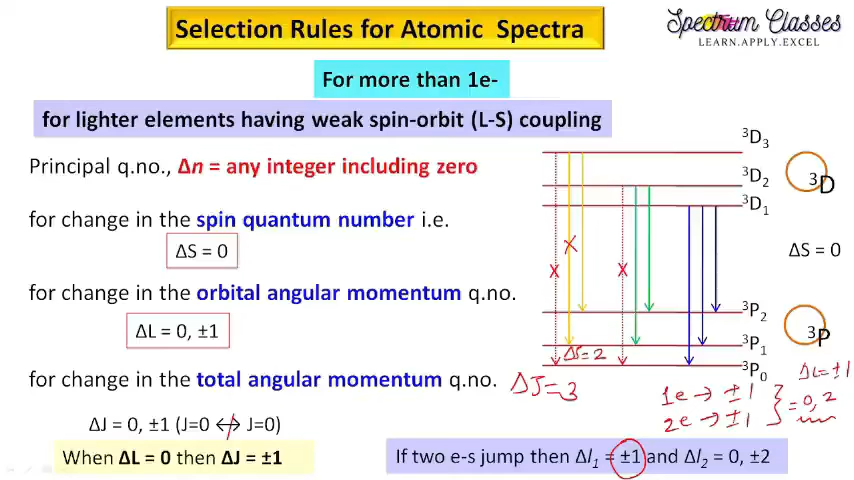 Selection Rules for Atomic Spectra
Spectrum Classes
LEARN.APPLY.EXCEL
For more than 1e-
for lighter elements having weak spin-orbit (L-S) coupling
Principal q.no., Δn = any integer including zero
for change in the spin quantum number i.e.
ΔS = 0
for change in the orbital angular momentum q.no.
ΔL = 0, ±1
for change in the total angular momentum q.no.
ΔJ = 0, ±1 (J=0 ↔ J=0)
When ΔL = 0 then ΔJ = ±1
³D₃
³D₂
³D₁
³D
ΔS = 0
X
X
X
³P₂
³P₁
³P₀
³P
ΔJ=2
ΔJ=3
ΔL=±1
1e → ±1
2e → ±1
} = 0, 2
If two e-s jump then Δl₁ = ±1 and Δl₂ = 0, ±2